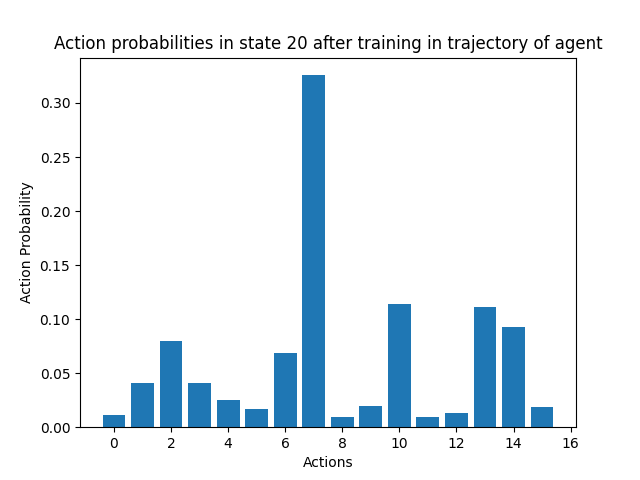 Action probabilities in state 20 after training in trajectory of agent
0.30
0.25
0.20
0.15
0.10
0.05
0.00
Action Probability
0 2 4 6 8 10 12 14 16
Actions